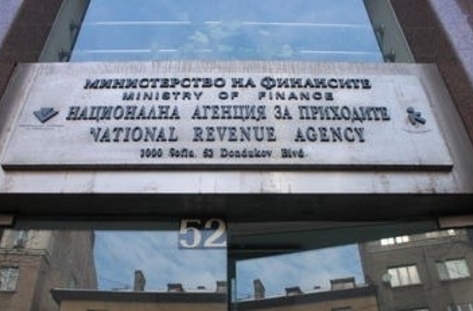 МИНИСТЕРСТВО НА ФИНАНСИТЕ
MINISTRY OF FINANCE
НАЦИОНАЛНА АГЕНЦИЯ ЗА ПРИХОДИТЕ
NATIONAL REVENUE AGENCY
1000 Sofia, 52 Dondukov Blvd
52